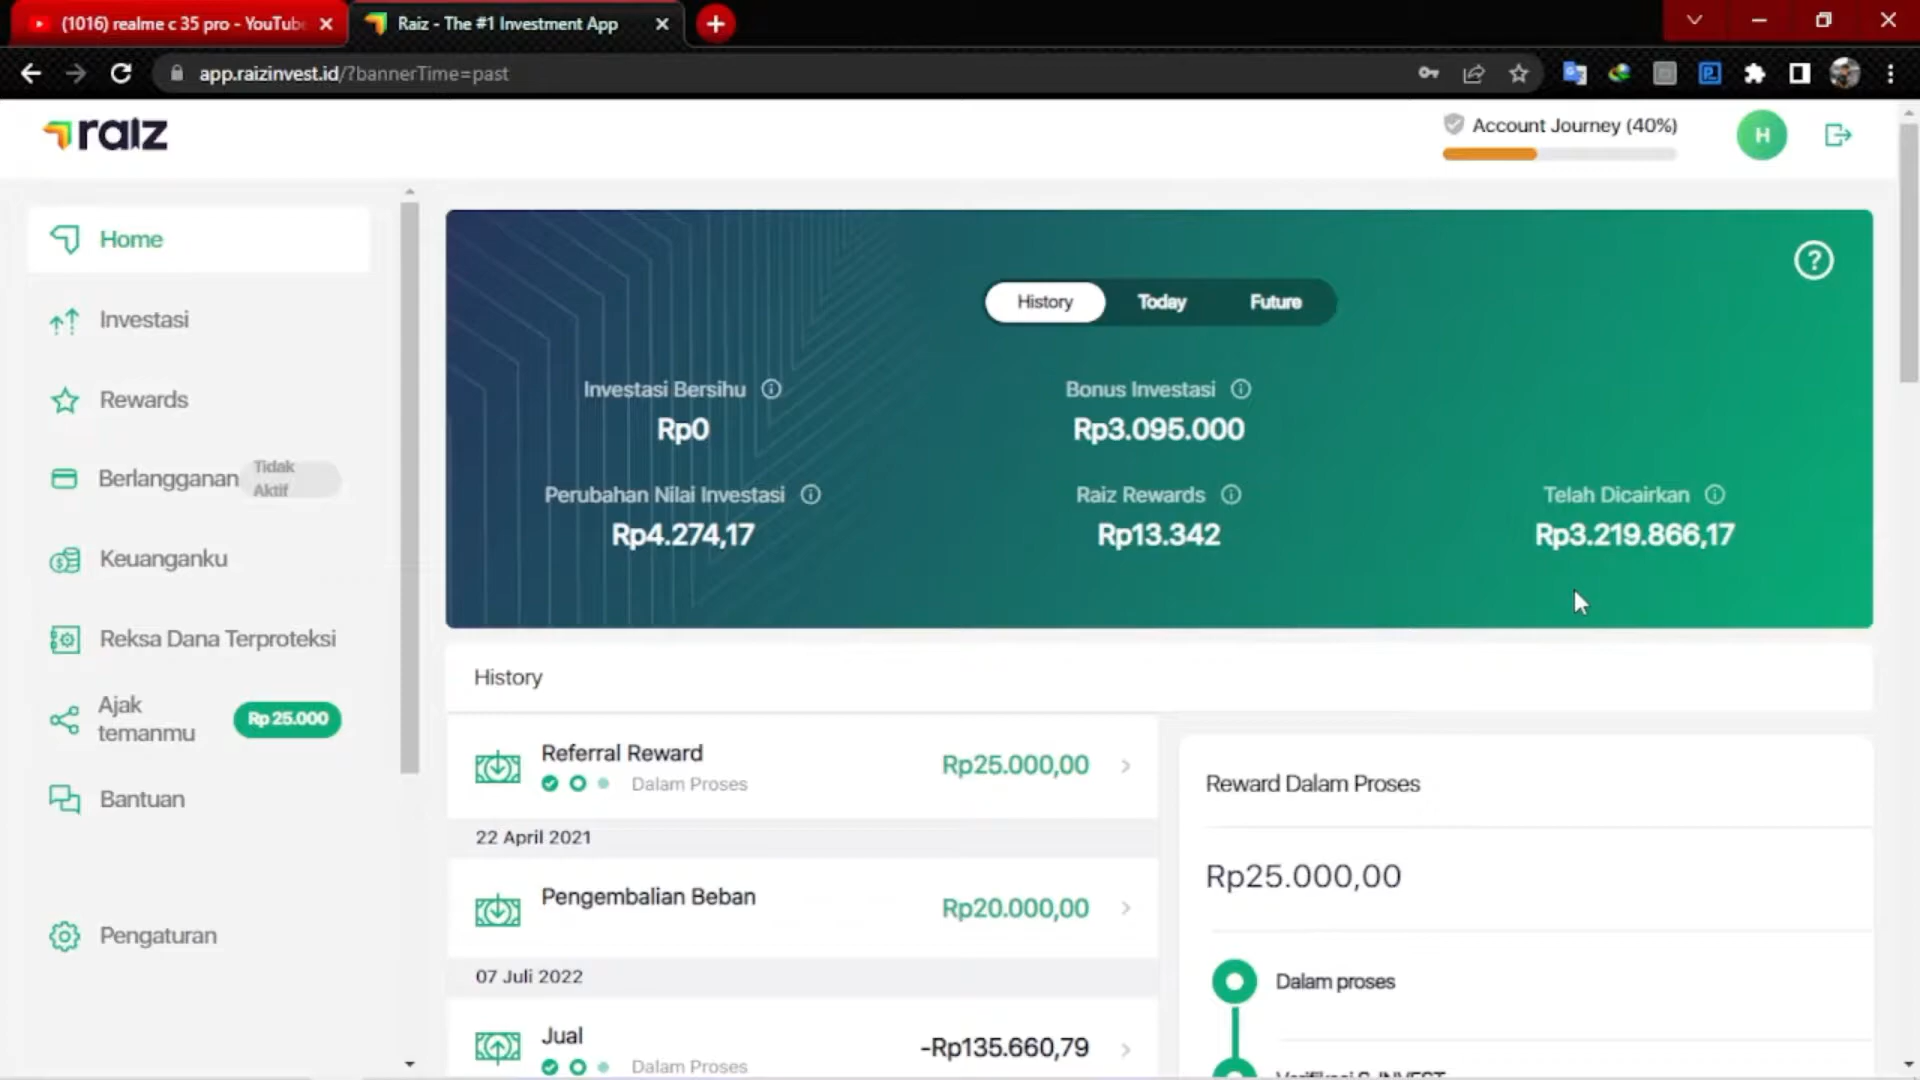 (1016) realme c 35 pro - YouTube
Raiz - The #1 Investment App
app.raizinvest.id/?bannerTime=past
raiz
Account Journey (40%)
H
Home
Investasi
Rewards
Berlangganan
Tidak Aktif
Keuanganku
Reksa Dana Terproteksi
Ajak temanmu
Rp 25.000
Bantuan
Pengaturan
History
Today
Future
?
Investasi Bersihu
Rp0
Bonus Investasi
Rp3.095.000
Perubahan Nilai Investasi
Rp4.274,17
Raiz Rewards
Rp13.342
Telah Dicairkan
Rp3.219.866,17
History
Referral Reward
Rp25.000,00
Dalam Proses
22 April 2021
Pengembalian Beban
Rp20.000,00
07 Juli 2022
Jual
-Rp135.660,79
Dalam Proses
Reward Dalam Proses
Rp25.000,00
Dalam proses
Verifikasi S-INVEST